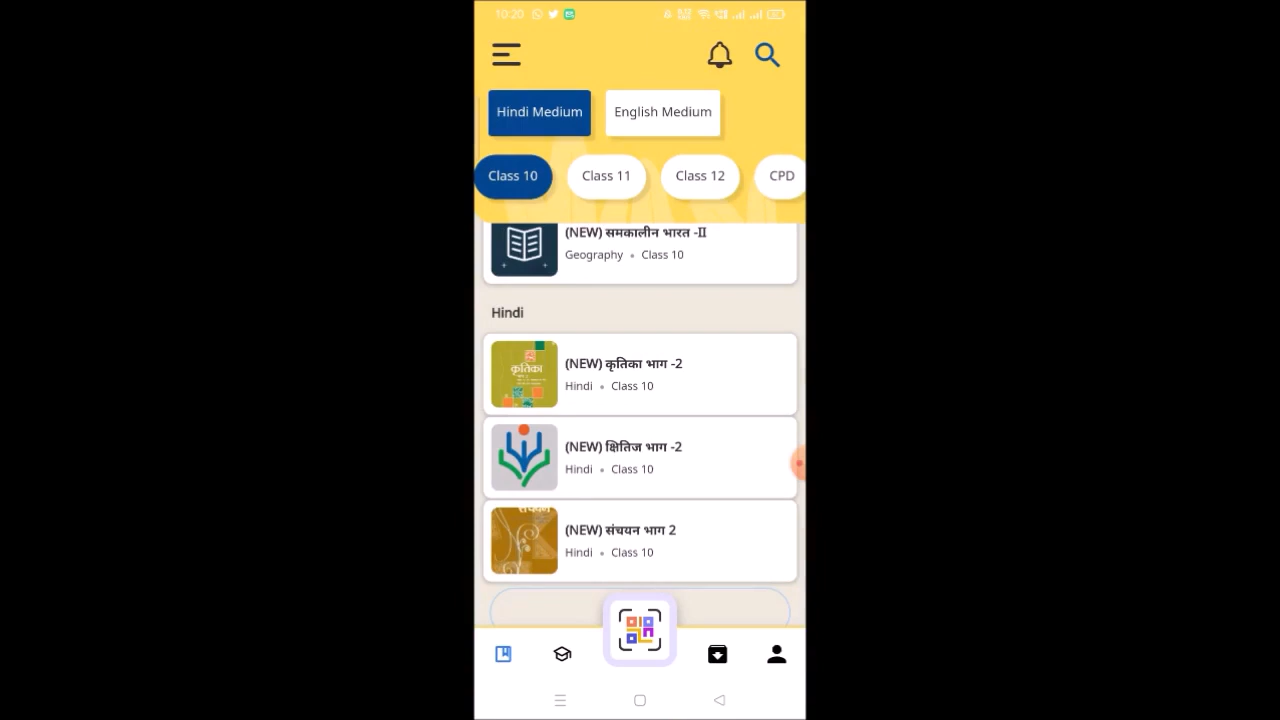 10:20
Hindi Medium
English Medium
Class 10
Class 11
Class 12
CPD
(NEW) समकालीन भारत -II
Geography • Class 10
Hindi
कृतिका
(NEW) कृतिका भाग -2
Hindi • Class 10
(NEW) क्षितिज भाग -2
Hindi • Class 10
संचयन
(NEW) संचयन भाग 2
Hindi • Class 10